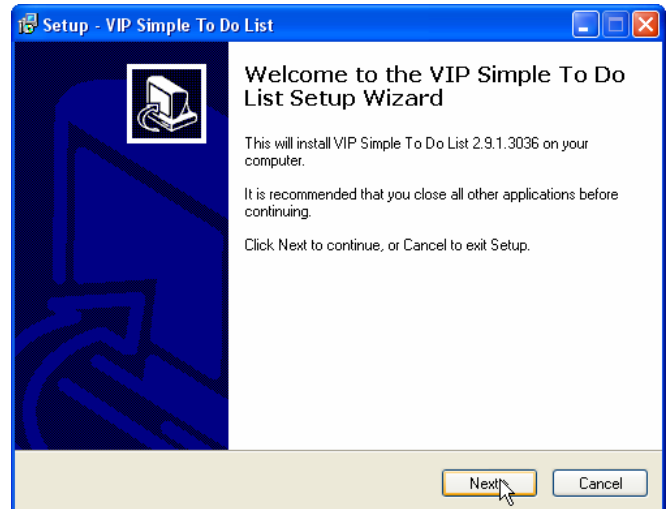 Setup - VIP Simple To Do List
Welcome to the VIP Simple To Do
List Setup Wizard
This will install VIP Simple To Do List 2.9.1.3036 on your
computer.
It is recommended that you close all other applications before
continuing.
Click Next to continue, or Cancel to exit Setup.
Next
Cancel